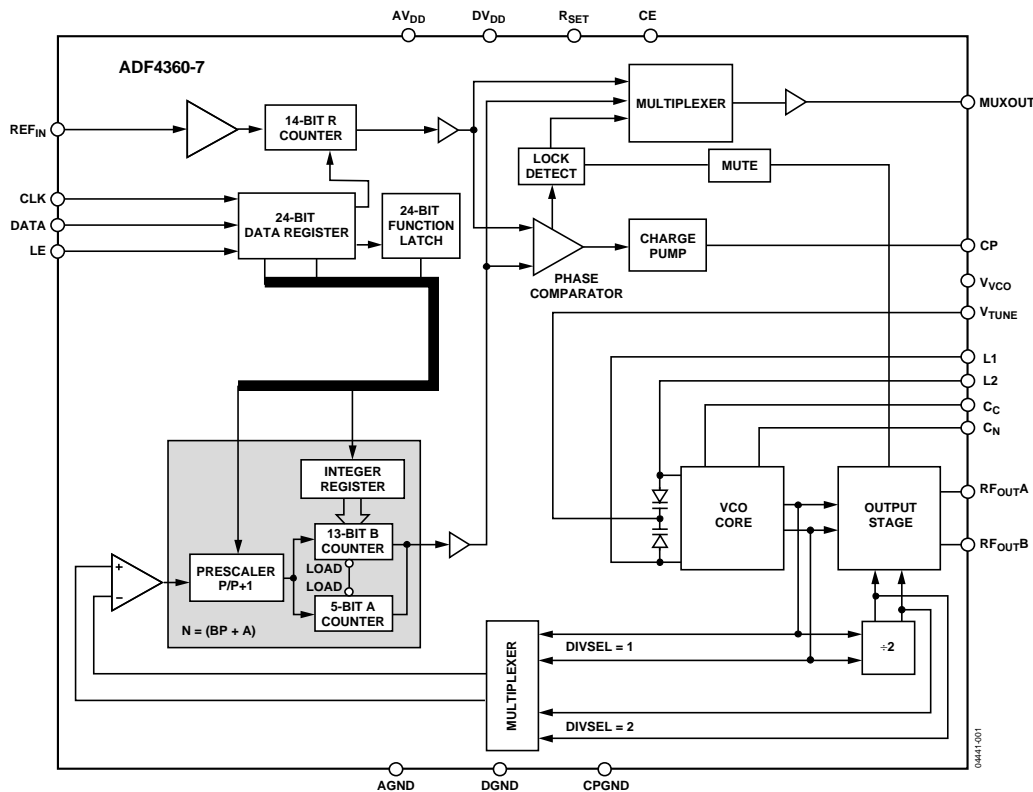 AVDD
DVDD
RSET
CE
ADF4360-7
MULTIPLEXER
MUXOUT
REFIN
14-BIT R
COUNTER
LOCK
DETECT
MUTE
CLK
DATA
LE
24-BIT
DATA REGISTER
24-BIT
FUNCTION
LATCH
CHARGE
PUMP
CP
PHASE
COMPARATOR
VVCO
VTUNE
L1
L2
CC
CN
INTEGER
REGISTER
13-BIT B
COUNTER
VCO
CORE
OUTPUT
STAGE
RFOUTA
RFOUTB
+
−
PRESCALER
P/P+1
LOAD
LOAD
5-BIT A
COUNTER
N = (BP + A)
MULTIPLEXER
DIVSEL = 1
÷2
DIVSEL = 2
04441-001
AGND
DGND
CPGND